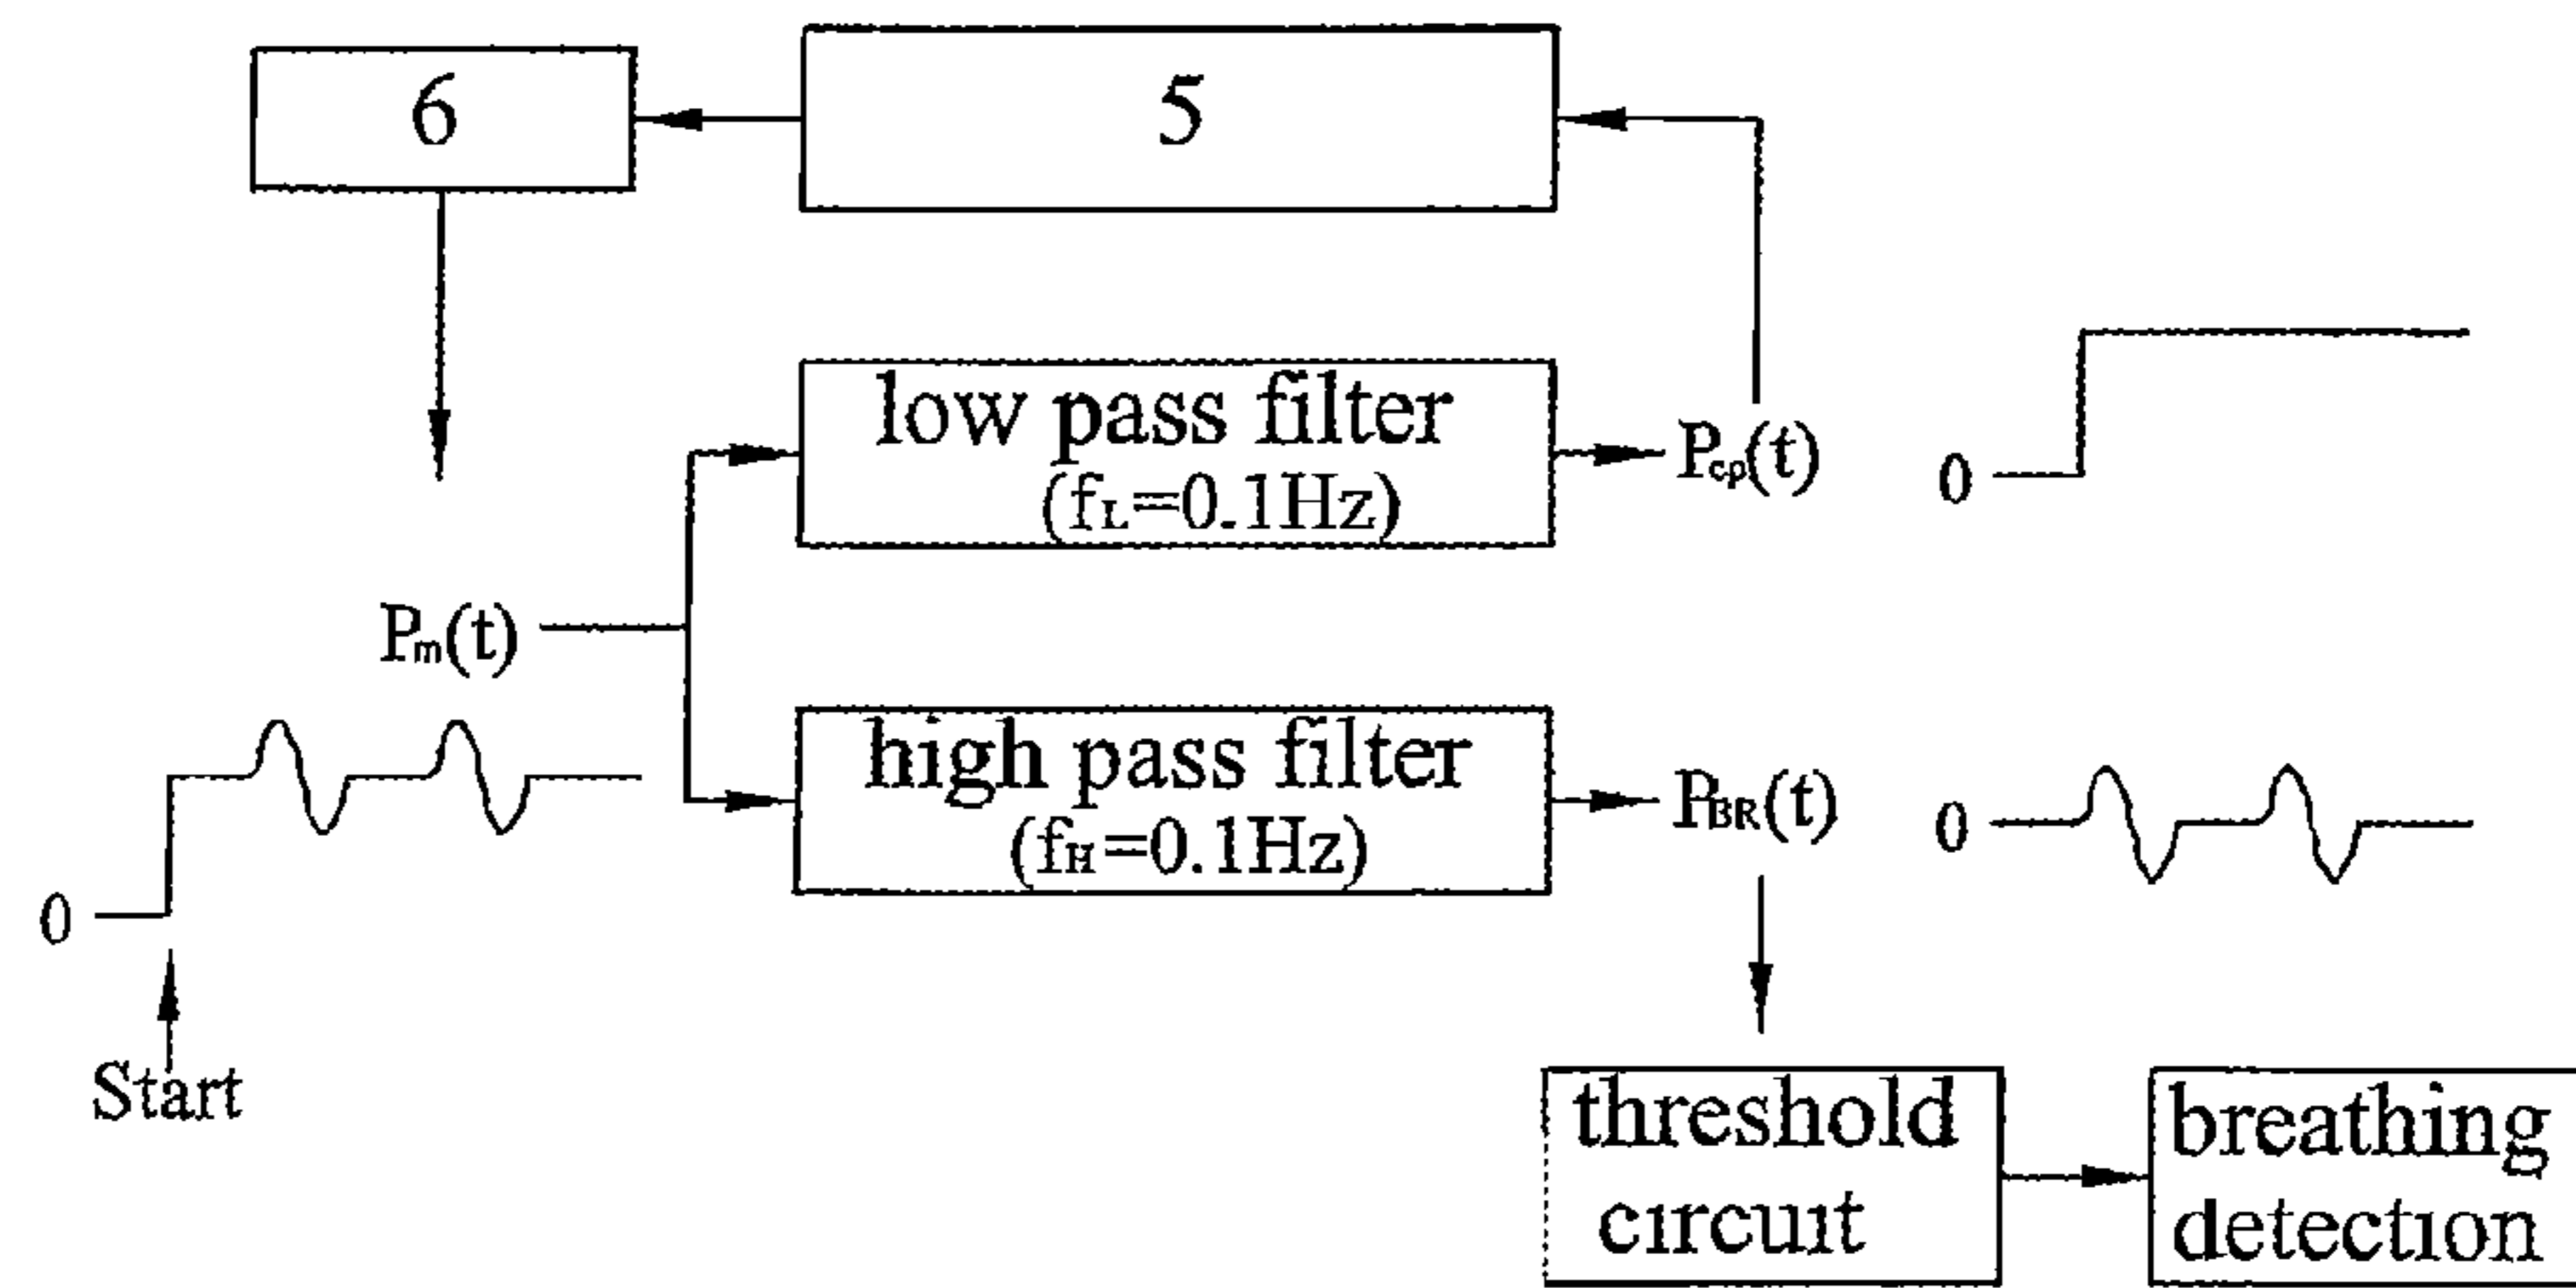 6
5
low pass filter
(fL=0.1Hz)
Pcp(t)
0
Pm(t)
high pass filter
(fH=0.1Hz)
PBR(t)
0
0
Start
threshold
circuit
breathing
detection